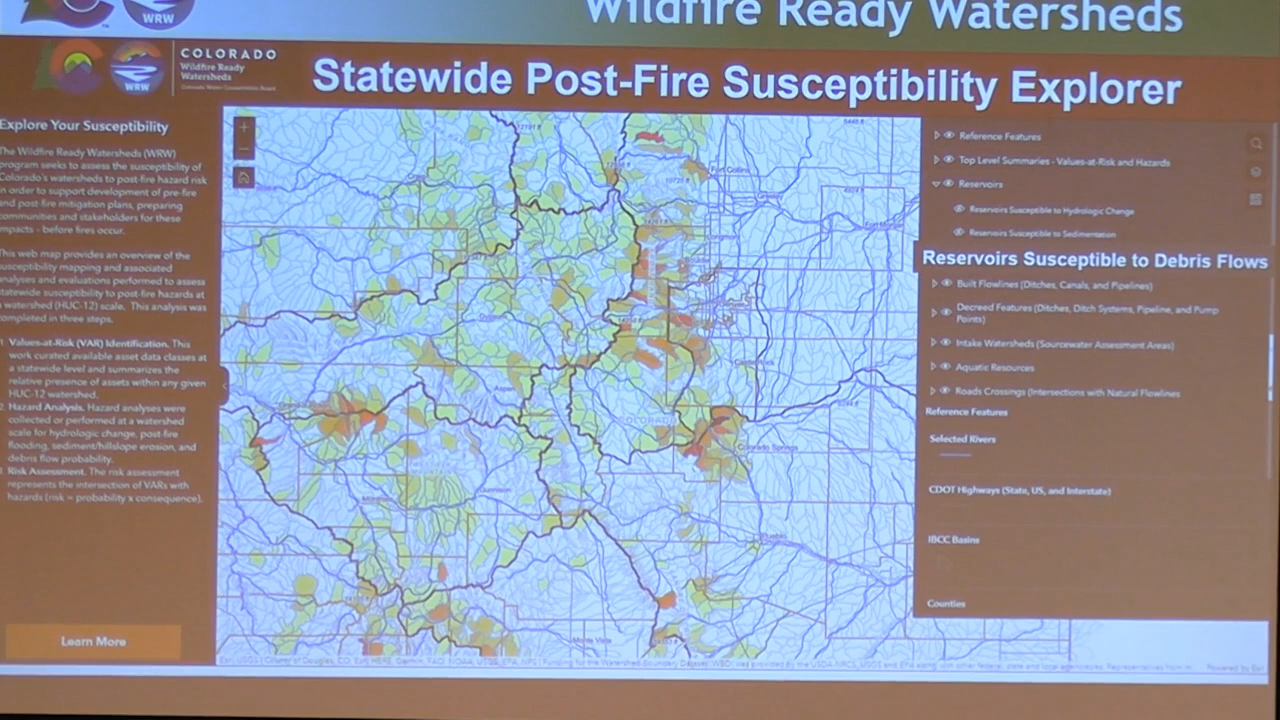 Wildfire Ready Watersheds
WRW
COLORADO
Wildfire Ready
Watersheds
Colorado Water Conservation Board
WRW
Statewide Post-Fire Susceptibility Explorer
Explore Your Susceptibility
The Wildfire Ready Watersheds (WRW)
program seeks to assess the susceptibility of
Colorado's watersheds to post-fire hazard risk
in order to support development of pre-fire
and post-fire mitigation plans, preparing
communities and stakeholders for these
impacts - before fires occur.
This web map provides an overview of the
susceptibility mapping and associated
analyses and evaluations performed to assess
statewide susceptibility to post-fire hazards at
a watershed (HUC-12) scale. This analysis was
completed in three steps.
Values-at-Risk (VAR) Identification. This
work curated available asset data classes at
a statewide level and summarizes the
relative presence of assets within any given
HUC-12 watershed.
Hazard Analysis. Hazard analyses were
collected or performed at a watershed
scale for hydrologic change, post-fire
flooding, sediment/hillslope erosion, and
debris flow probability.
Risk Assessment. The risk assessment
represents the intersection of VARs with
hazards (risk = probability x consequence).
Learn More
+
−
Fort Collins
COLORADO
Colorado Springs
Gunnison
Pueblo
Monte Vista
Reference Features
Top Level Summaries - Values-at-Risk and Hazards
Reservoirs
Reservoirs Susceptible to Hydrologic Change
Reservoirs Susceptible to Sedimentation
Reservoirs Susceptible to Debris Flows
Built Flowlines (Ditches, Canals, and Pipelines)
Decreed Features (Ditches, Ditch Systems, Pipeline, and Pump
Points)
Intake Watersheds (Sourcewater Assessment Areas)
Aquatic Resources
Roads Crossings (Intersections with Natural Flowlines
Reference Features
Selected Rivers
CDOT Highways (State, US, and Interstate)
IBCC Basins
Counties
Powered by Esri